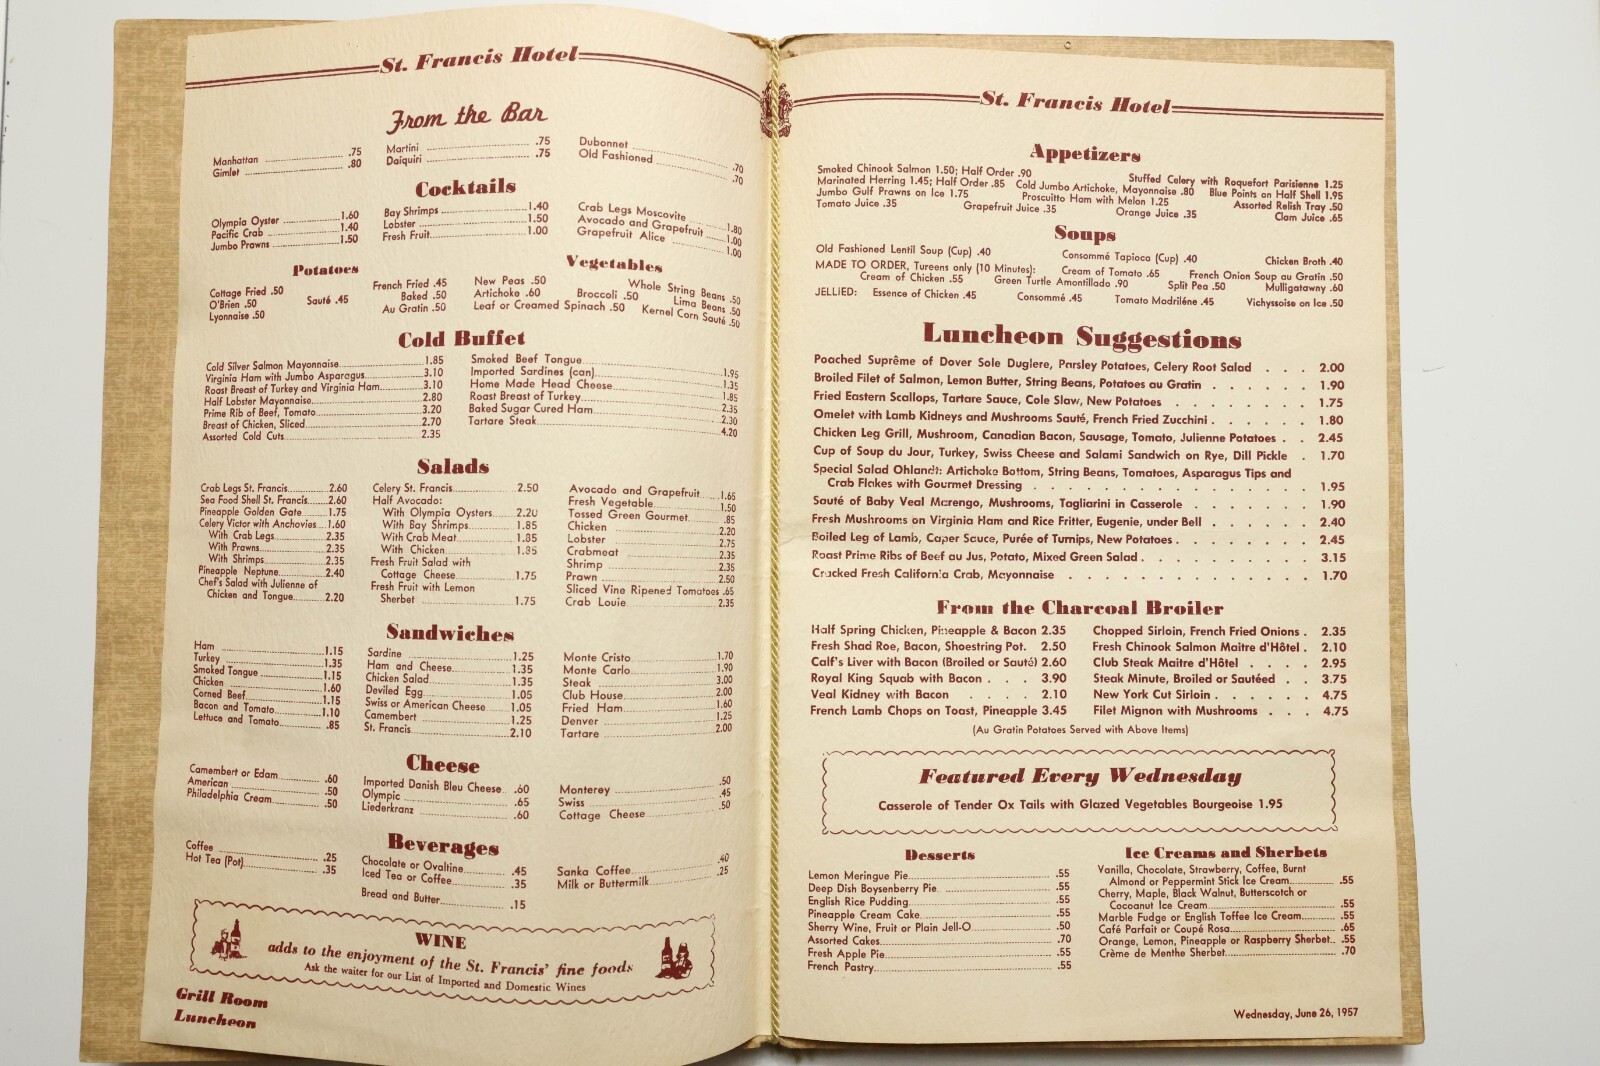 St. Francis Hotel
From the Bar
Manhattan .75
Gimlet .80
Martini .75
Daiquiri .75
Dubonnet .70
Old Fashioned .70
Cocktails
Olympia Oyster 1.60
Pacific Crab 1.40
Jumbo Prawns 1.50
Bay Shrimps 1.40
Lobster 1.50
Fresh Fruit 1.00
Crab Legs Moscovite 1.80
Avocado and Grapefruit 1.00
Grapefruit Alice 1.00
Potatoes
Cottage Fried .50
O'Brien .50
Lyonnaise .50
Sauté .45
French Fried .45
Baked .50
Au Gratin .50
Vegetables
New Peas .50 Whole String Beans .50
Artichoke .60 Broccoli .50 Lima Beans .50
Leaf or Creamed Spinach .50 Kernel Corn Sauté .50
Cold Buffet
Cold Silver Salmon Mayonnaise 1.85
Virginia Ham with Jumbo Asparagus 3.10
Roast Breast of Turkey and Virginia Ham 3.10
Half Lobster Mayonnaise 2.80
Prime Rib of Beef, Tomato 3.20
Breast of Chicken, Sliced 2.70
Assorted Cold Cuts 2.35
Smoked Beef Tongue 1.95
Imported Sardines (can) 1.35
Home Made Head Cheese 1.85
Roast Breast of Turkey 2.35
Baked Sugar Cured Ham 2.30
Tartare Steak 4.20
Salads
Crab Legs St. Francis 2.60
Sea Food Shell St. Francis 2.60
Pineapple Golden Gate 1.75
Celery Victor with Anchovies 1.60
With Crab Legs 2.35
With Prawns 2.35
With Shrimps 2.35
Pineapple Neptune 2.40
Chef's Salad with Julienne of
Chicken and Tongue 2.20
Celery St. Francis 2.50
Half Avocado:
With Olympia Oysters 2.20
With Bay Shrimps 1.85
With Crab Meat 1.85
With Chicken 1.85
Fresh Fruit Salad with
Cottage Cheese 1.75
Fresh Fruit with Lemon
Sherbet 1.75
Avocado and Grapefruit 1.65
Fresh Vegetable 1.50
Tossed Green Gourmet .85
Chicken 2.20
Lobster 2.75
Crabmeat 2.35
Shrimp 2.35
Prawn 2.50
Sliced Vine Ripened Tomatoes .65
Crab Louie 2.35
Sandwiches
Ham 1.15
Turkey 1.35
Smoked Tongue 1.15
Chicken 1.60
Corned Beef 1.15
Bacon and Tomato 1.10
Lettuce and Tomato .85
Sardine 1.25
Ham and Cheese 1.35
Chicken Salad 1.35
Deviled Egg 1.05
Swiss or American Cheese 1.05
Camembert 1.25
St. Francis 2.10
Monte Cristo 1.70
Monte Carlo 1.90
Steak 3.00
Club House 2.00
Fried Ham 1.60
Denver 1.25
Tartare 2.00
Cheese
Camembert or Edam .60
American .50
Philadelphia Cream .50
Imported Danish Bleu Cheese .60
Olympic .65
Liederkranz .60
Monterey .50
Swiss .45
Cottage Cheese .50
Beverages
Coffee .25
Hot Tea (Pot) .35
Chocolate or Ovaltine .45
Iced Tea or Coffee .35
Bread and Butter .15
Sanka Coffee .40
Milk or Buttermilk .25
WINE
adds to the enjoyment of the St. Francis' fine foods
Ask the waiter for our List of Imported and Domestic Wines
Grill Room
Luncheon
St. Francis Hotel
Appetizers
Smoked Chinook Salmon 1.50; Half Order .90 Stuffed Celery with Roquefort Parisienne 1.25
Marinated Herring 1.45; Half Order .85 Cold Jumbo Artichoke, Mayonnaise .80 Blue Points on Half Shell 1.95
Jumbo Gulf Prawns on Ice 1.75 Proscuitto Ham with Melon 1.25 Assorted Relish Tray .50
Tomato Juice .35 Grapefruit Juice .35 Orange Juice .35 Clam Juice .65
Soups
Old Fashioned Lentil Soup (Cup) .40 Consommé Tapioca (Cup) .40 Chicken Broth .40
MADE TO ORDER, Tureens only (10 Minutes): Cream of Tomato .65 French Onion Soup au Gratin .50
Cream of Chicken .55 Green Turtle Amontillado .90 Split Pea .50 Mulligatawny .60
JELLIED: Essence of Chicken .45 Consommé .45 Tomato Madriléne .45 Vichyssoise on Ice .50
Luncheon Suggestions
Poached Suprême of Dover Sole Duglere, Parsley Potatoes, Celery Root Salad . . . 2.00
Broiled Filet of Salmon, Lemon Butter, String Beans, Potatoes au Gratin . . . . . . 1.90
Fried Eastern Scallops, Tartare Sauce, Cole Slaw, New Potatoes . . . . . . . . 1.75
Omelet with Lamb Kidneys and Mushrooms Sauté, French Fried Zucchini . . . . . . 1.80
Chicken Leg Grill, Mushroom, Canadian Bacon, Sausage, Tomato, Julienne Potatoes . . 2.45
Cup of Soup du Jour, Turkey, Swiss Cheese and Salami Sandwich on Rye, Dill Pickle . 1.70
Special Salad Ohlandt: Artichoke Bottom, String Beans, Tomatoes, Asparagus Tips and
Crab Flakes with Gourmet Dressing . . . . . . . . . . . . . . . . 1.95
Sauté of Baby Veal Marengo, Mushrooms, Tagliarini in Casserole . . . . . . . 1.90
Fresh Mushrooms on Virginia Ham and Rice Fritter, Eugenie, under Bell . . . . . . 2.40
Boiled Leg of Lamb, Caper Sauce, Purée of Turnips, New Potatoes . . . . . . . . 2.45
Roast Prime Ribs of Beef au Jus, Potato, Mixed Green Salad . . . . . . . . . . 3.15
Cracked Fresh California Crab, Mayonnaise . . . . . . . . . . . . . . 1.70
From the Charcoal Broiler
Half Spring Chicken, Pineapple & Bacon 2.35
Fresh Shad Roe, Bacon, Shoestring Pot. 2.50
Calf's Liver with Bacon (Broiled or Sauté) 2.60
Royal King Squab with Bacon . . . 3.90
Veal Kidney with Bacon . . . . 2.10
French Lamb Chops on Toast, Pineapple 3.45
Chopped Sirloin, French Fried Onions . 2.35
Fresh Chinook Salmon Maitre d'Hôtel . 2.10
Club Steak Maitre d'Hôtel . . . . 2.95
Steak Minute, Broiled or Sautéed . . 3.75
New York Cut Sirloin . . . . . . 4.75
Filet Mignon with Mushrooms . . . 4.75
(Au Gratin Potatoes Served with Above Items)
Featured Every Wednesday
Casserole of Tender Ox Tails with Glazed Vegetables Bourgeoise 1.95
Desserts
Lemon Meringue Pie .55
Deep Dish Boysenberry Pie .55
English Rice Pudding .55
Pineapple Cream Cake .55
Sherry Wine, Fruit or Plain Jell-O .50
Assorted Cakes .70
Fresh Apple Pie .55
French Pastry .55
Ice Creams and Sherbets
Vanilla, Chocolate, Strawberry, Coffee, Burnt
Almond or Peppermint Stick Ice Cream .55
Cherry, Maple, Black Walnut, Butterscotch or
Cocoanut Ice Cream .55
Marble Fudge or English Toffee Ice Cream .55
Café Parfait or Coupé Rosa .65
Orange, Lemon, Pineapple or Raspberry Sherbet .55
Crème de Menthe Sherbet .70
Wednesday, June 26, 1957